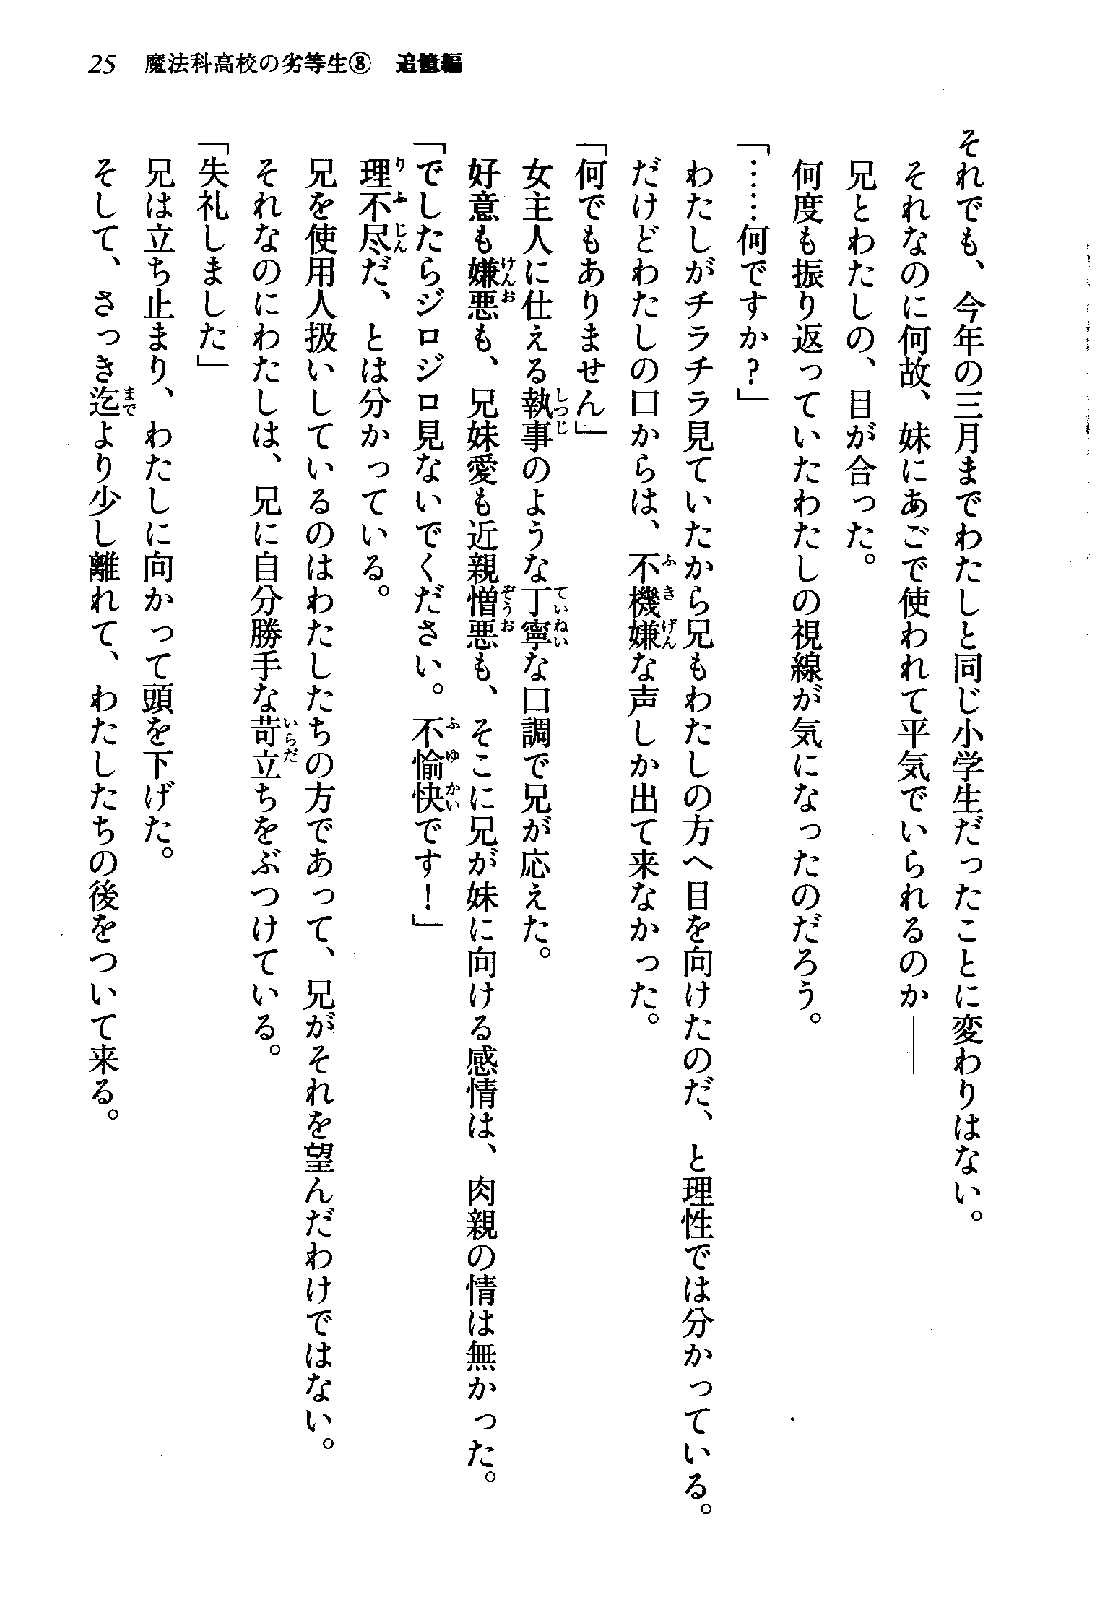 25　魔法科高校の劣等生⑧　追憶編
それでも、今年の三月までわたしと同じ小学生だったことに変わりはない。
それなのに何故、妹にあごで使われて平気でいられるのか――
兄とわたしの、目が合った。
何度も振り返っていたわたしの視線が気になったのだろう。
「……何ですか？」
わたしがチラチラ見ていたから兄もわたしの方へ目を向けたのだ、と理性では分かっている。
だけどわたしの口からは、不機嫌な声しか出て来なかった。
「何でもありません」
女主人に仕える執事のような丁寧な口調で兄が応えた。
好意も嫌悪も、兄妹愛も近親憎悪も、そこに兄が妹に向ける感情は、肉親の情は無かった。
「でしたらジロジロ見ないでください。不愉快です！」
理不尽だ、とは分かっている。
兄を使用人扱いしているのはわたしたちの方であって、兄がそれを望んだわけではない。
それなのにわたしは、兄に自分勝手な苛立ちをぶつけている。
「失礼しました」
兄は立ち止まり、わたしに向かって頭を下げた。
そして、さっき迄より少し離れて、わたしたちの後をついて来る。